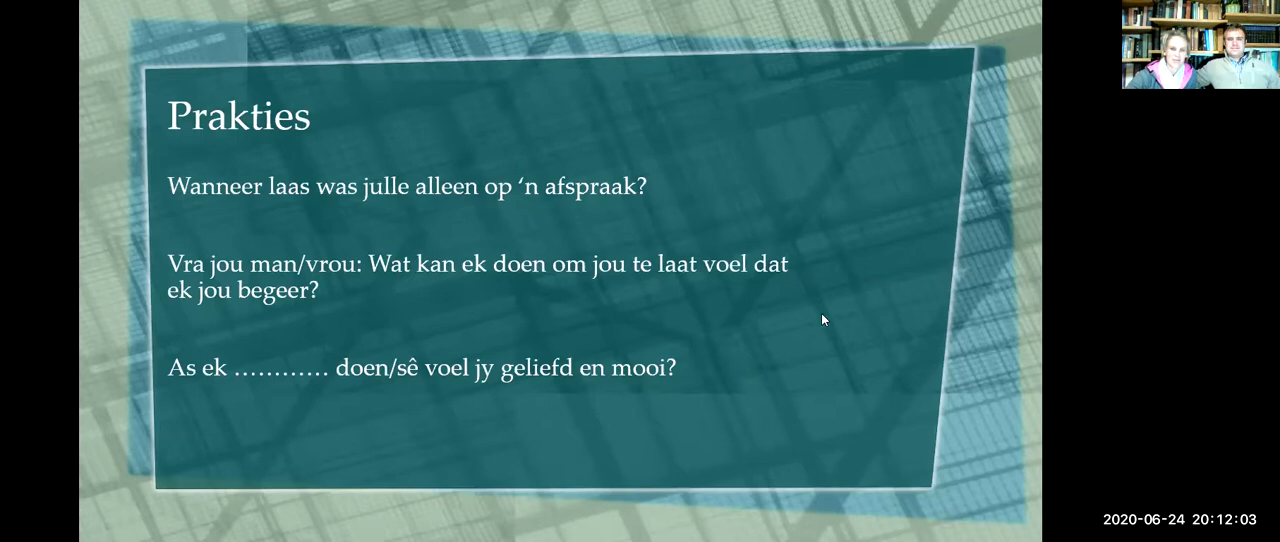 Prakties
Wanneer laas was julle alleen op ‘n afspraak?
Vra jou man/vrou: Wat kan ek doen om jou te laat voel dat
ek jou begeer?
As ek ………… doen/sê voel jy geliefd en mooi?
2020-06-24 20:12:03